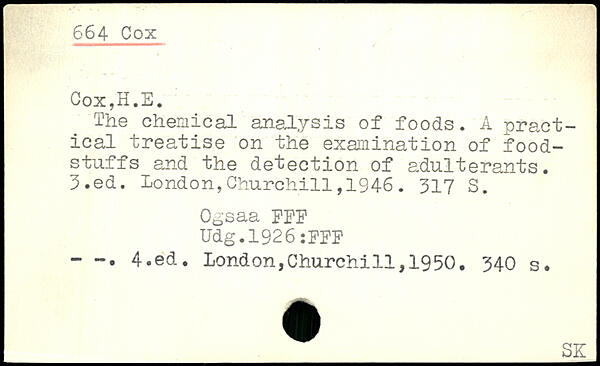 664 Cox
Cox,H.E.
The chemical analysis of foods. A pract-
ical treatise on the examination of food-
stuffs and the detection of adulterants.
3.ed. London,Churchill,1946. 317 S.
Ogsaa FFF
Udg.1926:FFF
- -. 4.ed. London,Churchill,1950. 340 s.
SK